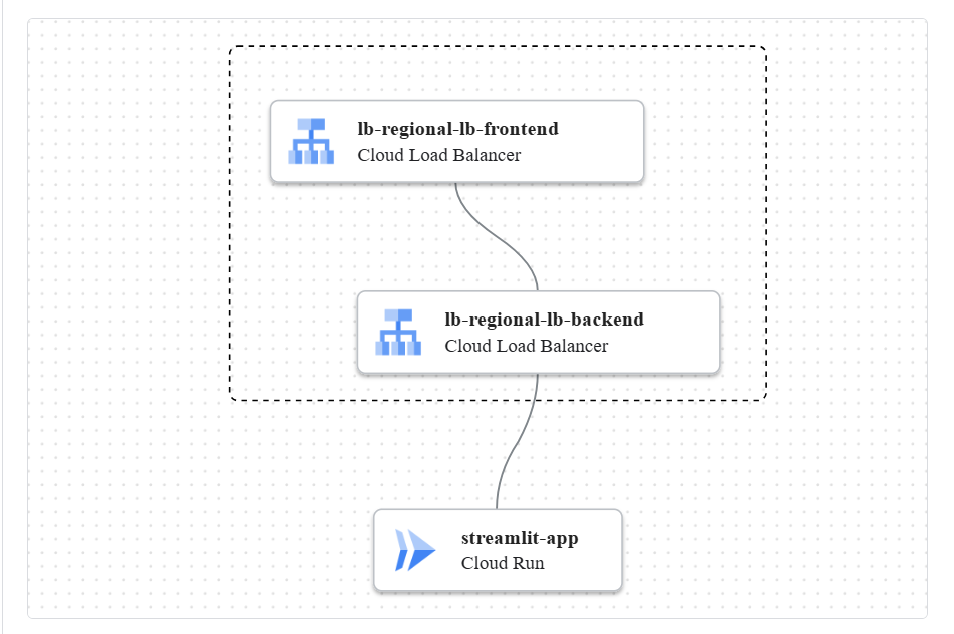 lb-regional-lb-frontend
Cloud Load Balancer
lb-regional-lb-backend
Cloud Load Balancer
streamlit-app
Cloud Run